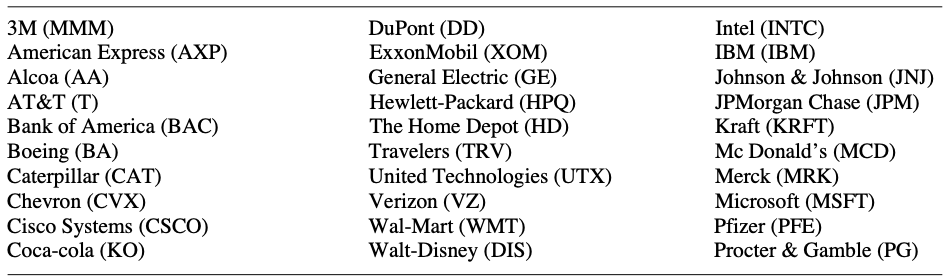 3M (MMM) DuPont (DD) Intel (INTC)
American Express (AXP) ExxonMobil (XOM) IBM (IBM)
Alcoa (AA) General Electric (GE) Johnson & Johnson (JNJ)
AT&T (T) Hewlett-Packard (HPQ) JPMorgan Chase (JPM)
Bank of America (BAC) The Home Depot (HD) Kraft (KRFT)
Boeing (BA) Travelers (TRV) Mc Donald's (MCD)
Caterpillar (CAT) United Technologies (UTX) Merck (MRK)
Chevron (CVX) Verizon (VZ) Microsoft (MSFT)
Cisco Systems (CSCO) Wal-Mart (WMT) Pfizer (PFE)
Coca-cola (KO) Walt-Disney (DIS) Procter & Gamble (PG)